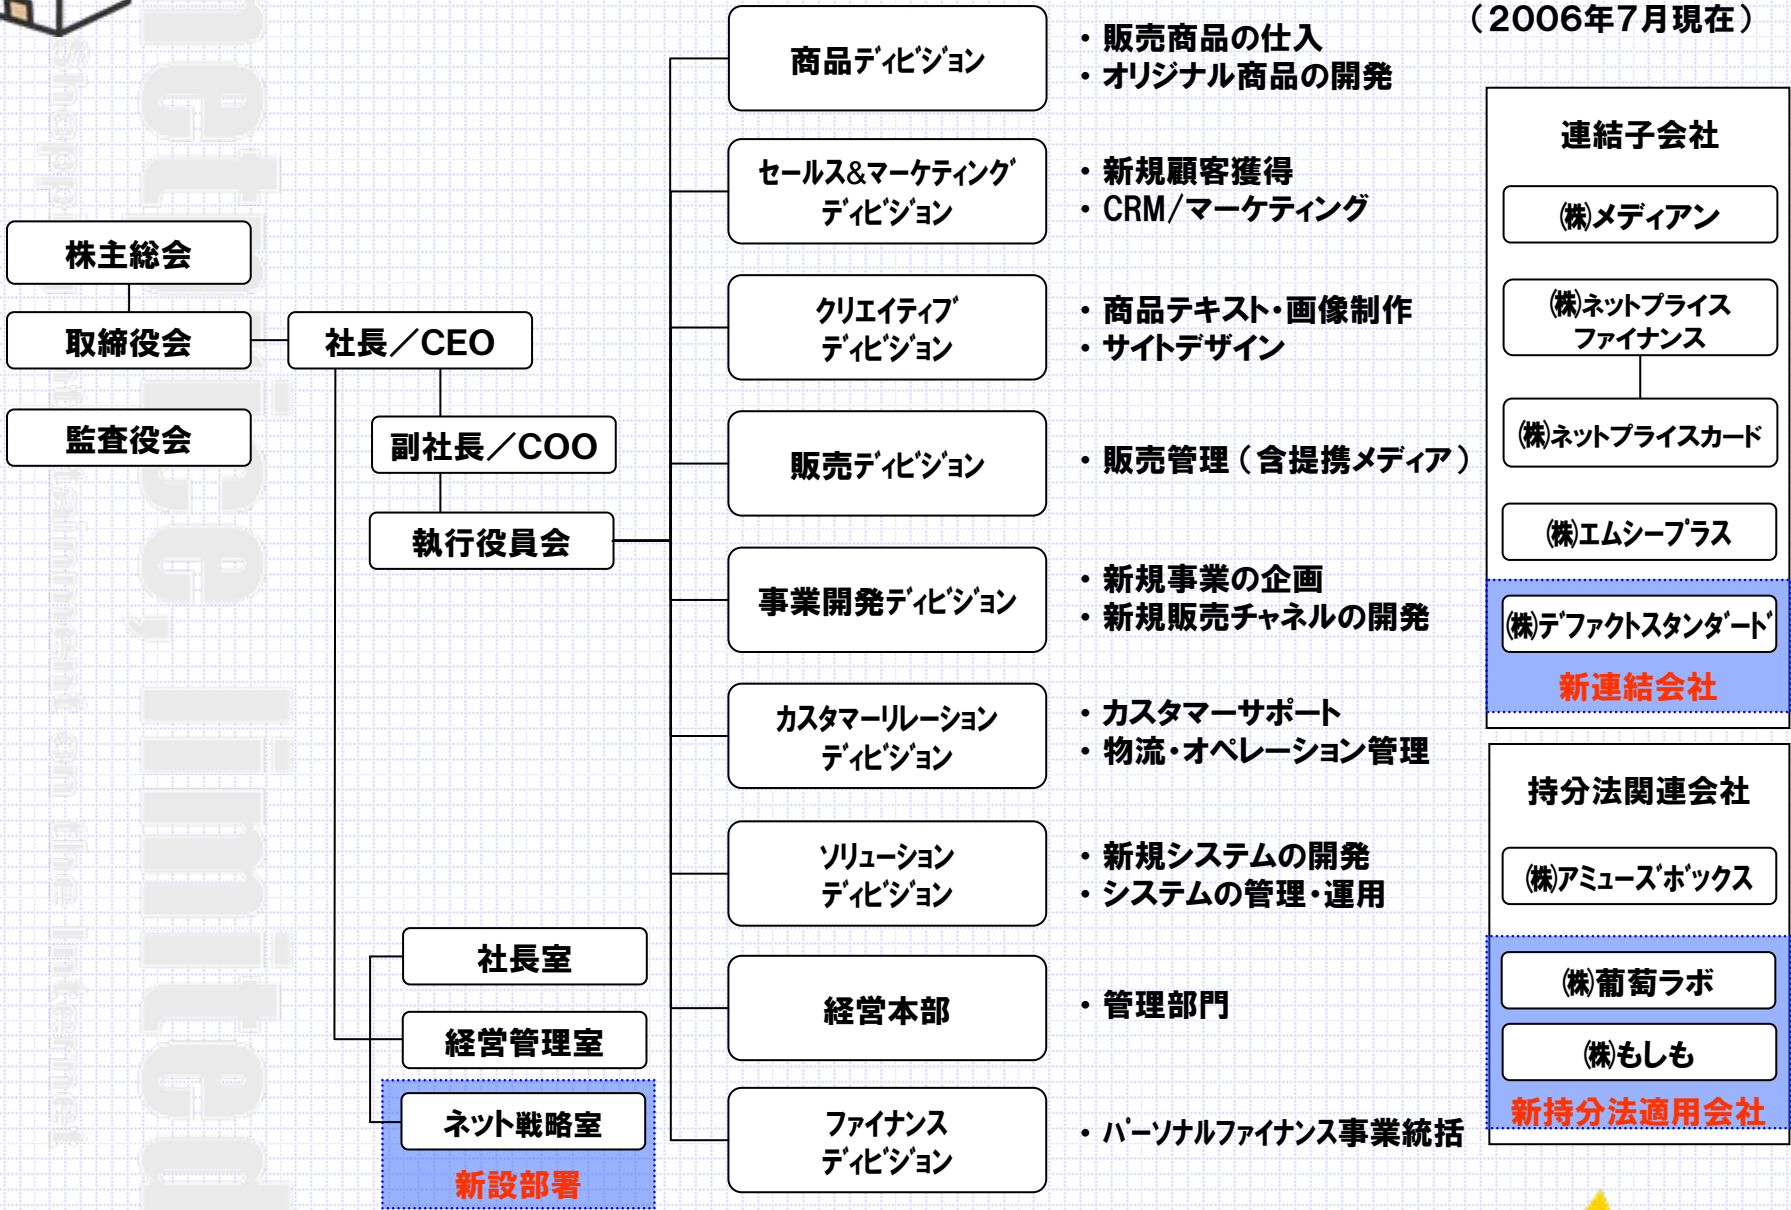 (2006年7月現在)
株主総会
取締役会
監査役会
社長/CEO
副社長/COO
執行役員会
社長室
経営管理室
ネット戦略室
新設部署
商品ディビジョン
・販売商品の仕入
・オリジナル商品の開発
セールス&マーケティング
ディビジョン
・新規顧客獲得
・CRM/マーケティング
クリエイティブ
ディビジョン
・商品テキスト・画像制作
・サイトデザイン
販売ディビジョン
・販売管理(含提携メディア)
事業開発ディビジョン
・新規事業の企画
・新規販売チャネルの開発
カスタマーリレーション
ディビジョン
・カスタマーサポート
・物流・オペレーション管理
ソリューション
ディビジョン
・新規システムの開発
・システムの管理・運用
経営本部
・管理部門
ファイナンス
ディビジョン
・パーソナルファイナンス事業統括
連結子会社
㈱メディアン
㈱ネットプライス
ファイナンス
㈱ネットプライスカード
㈱エムシープラス
㈱デファクトスタンダード
新連結会社
持分法関連会社
㈱アミューズボックス
㈱葡萄ラボ
㈱もしも
新持分法適用会社